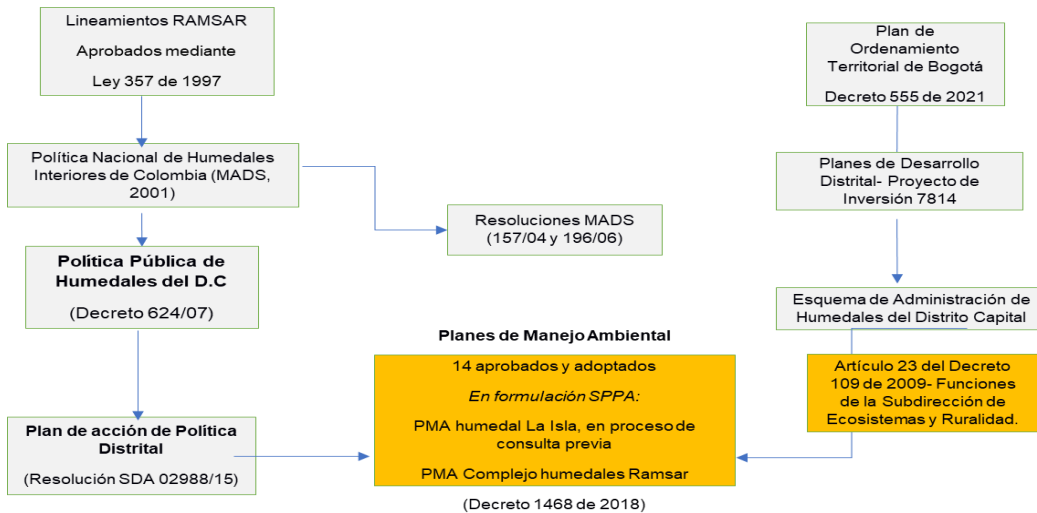 Lineamientos RAMSAR
Aprobados mediante
Ley 357 de 1997
Política Nacional de Humedales
Interiores de Colombia (MADS,
2001)
Resoluciones MADS
(157/04 y 196/06)
Política Pública de
Humedales del D.C
(Decreto 624/07)
Plan de acción de Política
Distrital
(Resolución SDA 02988/15)
Planes de Manejo Ambiental
14 aprobados y adoptados
En formulación SPPA:
PMA humedal La Isla, en proceso de
consulta previa
PMA Complejo humedales Ramsar
(Decreto 1468 de 2018)
Plan de
Ordenamiento
Territorial de Bogotá
Decreto 555 de 2021
Planes de Desarrollo
Distrital- Proyecto de
Inversión 7814
Esquema de Administración de
Humedales del Distrito Capital
Artículo 23 del Decreto
109 de 2009- Funciones
de la Subdirección de
Ecosistemas y Ruralidad.